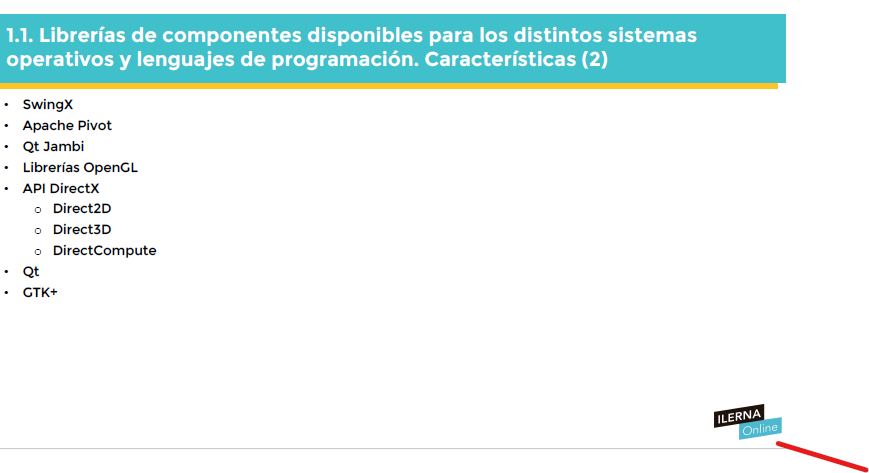 1.1. Librerías de componentes disponibles para los distintos sistemas
operativos y lenguajes de programación. Características (2)
• SwingX
• Apache Pivot
• Qt Jambi
• Librerías OpenGL
• API DirectX
o Direct2D
o Direct3D
o DirectCompute
• Qt
• GTK+
ILERNA
Online